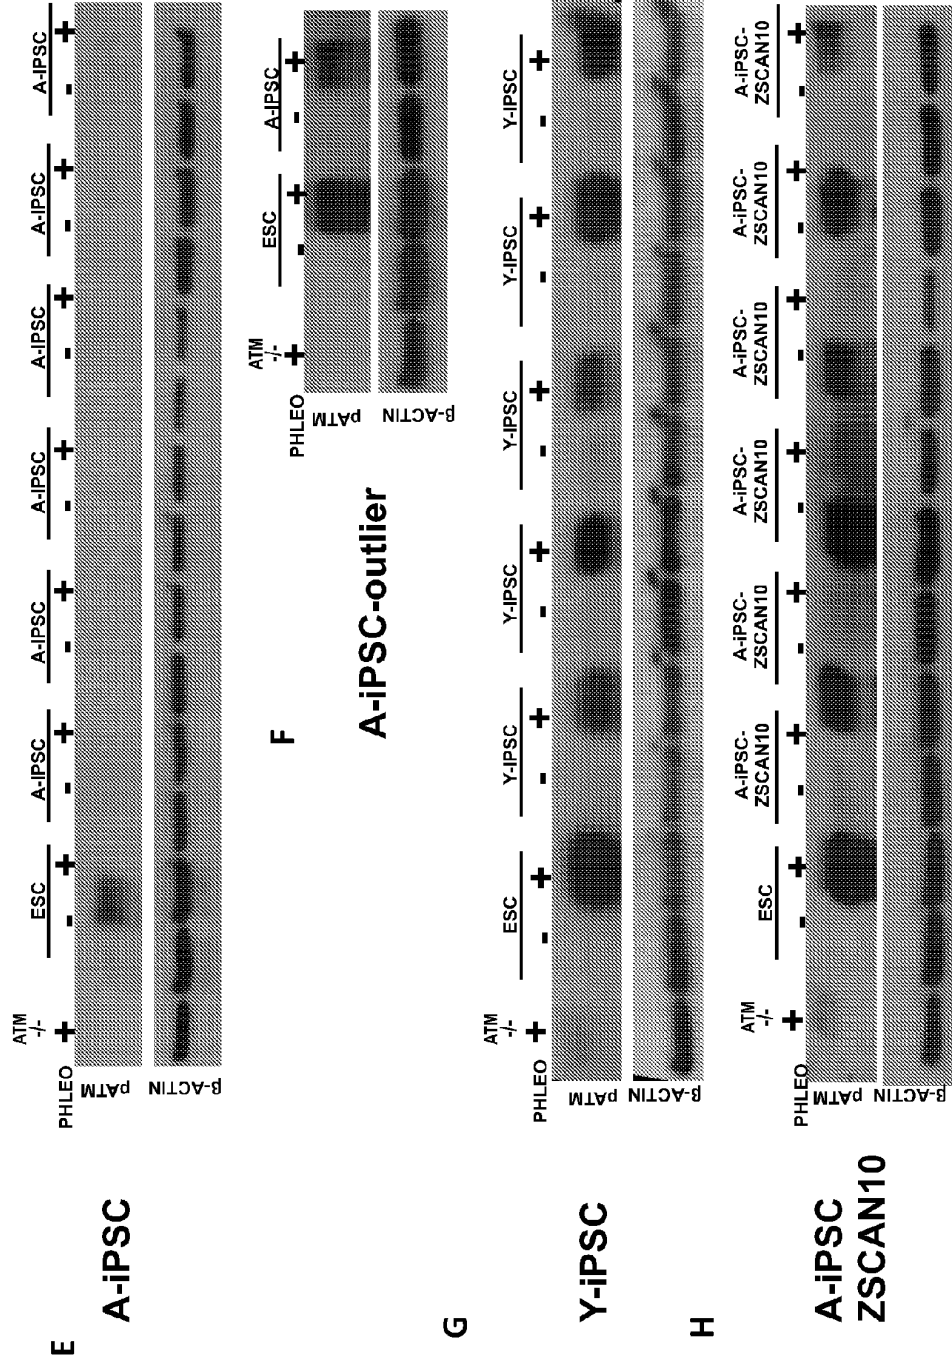 E
A-iPSC
PHLEO
pATM
β-ACTIN
ATM -/-
+
ESC
- +
A-IPSC
- +
A-IPSC
- +
A-IPSC
- +
A-IPSC
- +
A-IPSC
- +
A-IPSC
- +
F
A-iPSC-outlier
PHLEO
pATM
β-ACTIN
ATM -/-
+
ESC
- +
A-IPSC
- +
G
Y-iPSC
PHLEO
pATM
β-ACTIN
ATM -/-
+
ESC
- +
Y-IPSC
- +
Y-IPSC
- +
Y-IPSC
- +
Y-IPSC
- +
Y-IPSC
- +
H
A-iPSC
ZSCAN10
PHLEO
pATM
β-ACTIN
ATM -/-
+
ESC
- +
A-iPSC-
ZSCAN10
- +
A-iPSC-
ZSCAN10
- +
A-iPSC-
ZSCAN10
- +
A-iPSC-
ZSCAN10
- +
A-iPSC-
ZSCAN10
- +
A-iPSC-
ZSCAN10
- +